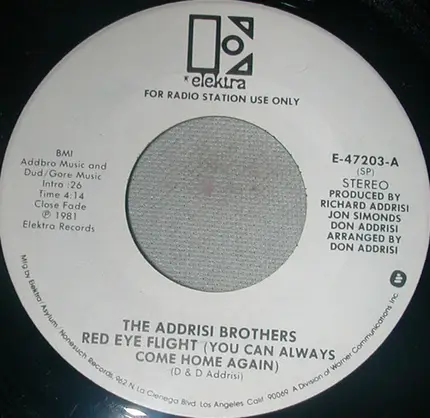 *elektra
FOR RADIO STATION USE ONLY
BMI
Addbro Music and
Dud/Gore Music
Intro :26
Time 4:14
Close Fade
℗ 1981
Elektra Records
E-47203-A
(SP)
STEREO
PRODUCED BY
RICHARD ADDRISI
JON SIMONDS
DON ADDRISI
ARRANGED BY
DON ADDRISI
THE ADDRISI BROTHERS
RED EYE FLIGHT (YOU CAN ALWAYS
COME HOME AGAIN)
(D & D Addrisi)
Mfg by Elektra/Asylum/Nonesuch Records 962 N. La Cienega Blvd. Los Angeles Calif. 90069 A Division of Warner Communications Inc.